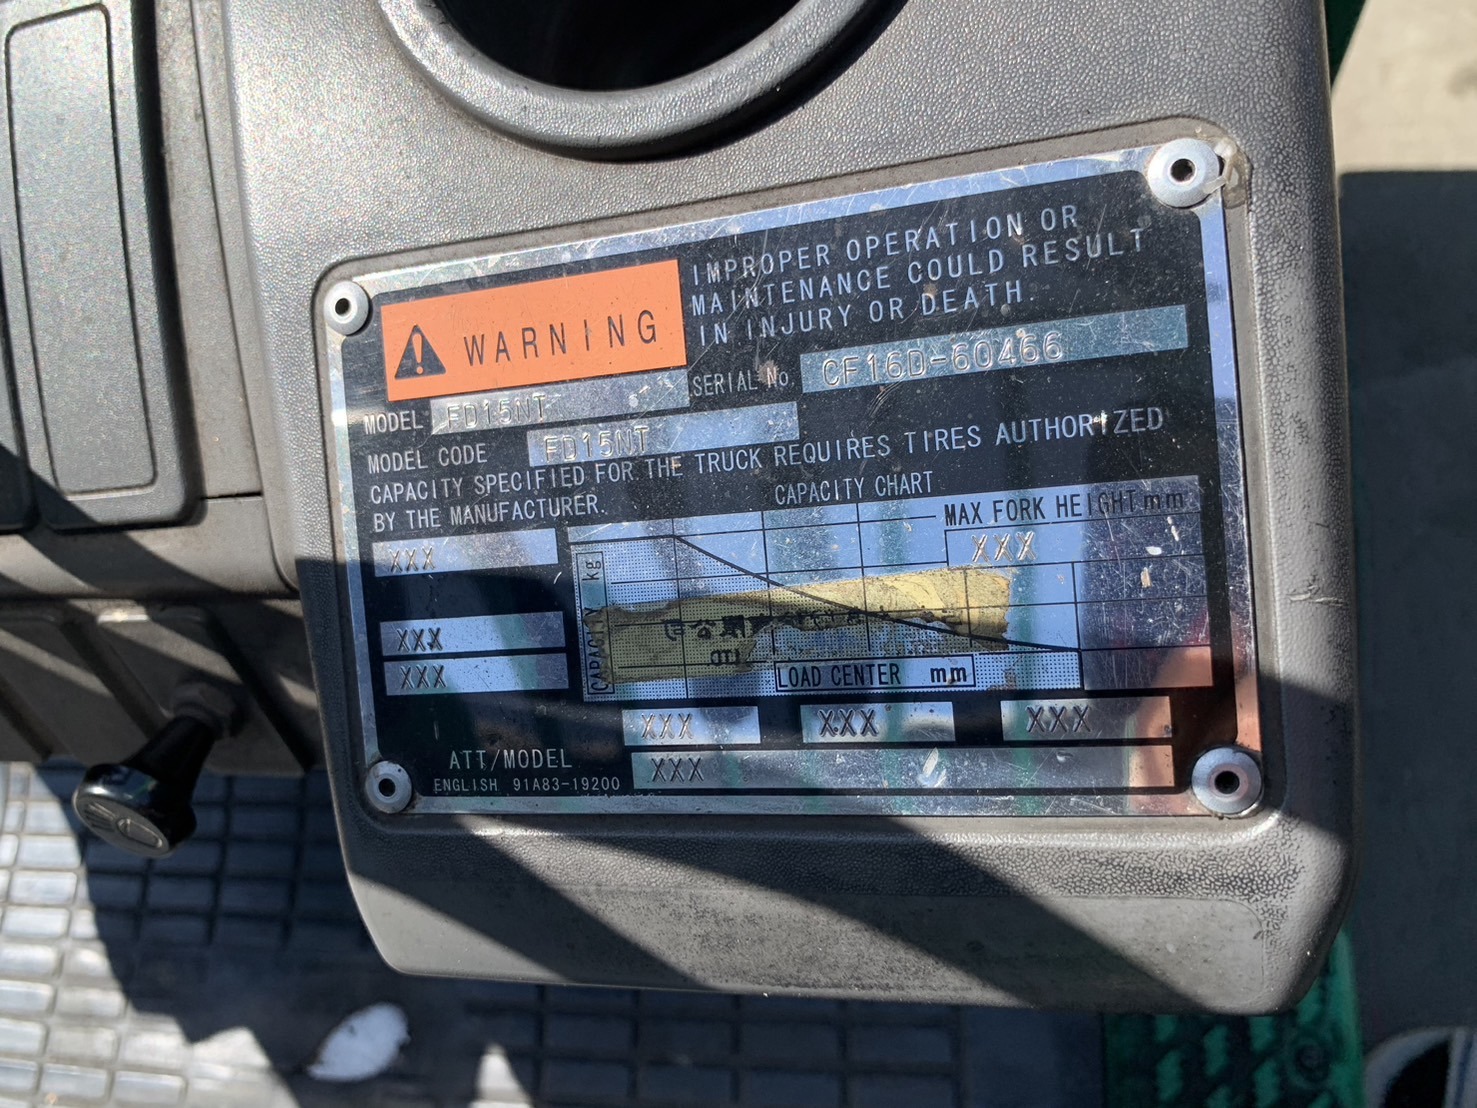 WARNING
IMPROPER OPERATION OR
MAINTENANCE COULD RESULT
IN INJURY OR DEATH.
SERIAL No. CF16D-60466
MODEL FD15NT
MODEL CODE FD15NT
CAPACITY SPECIFIED FOR THE TRUCK REQUIRES TIRES AUTHORIZED
BY THE MANUFACTURER.
CAPACITY CHART
MAX FORK HEIGHT mm
XXX
XXX
CAPACITY kg
XXX
XXX
LOAD CENTER mm
XXX XXX XXX
ATT/MODEL XXX
ENGLISH 91A83-19200